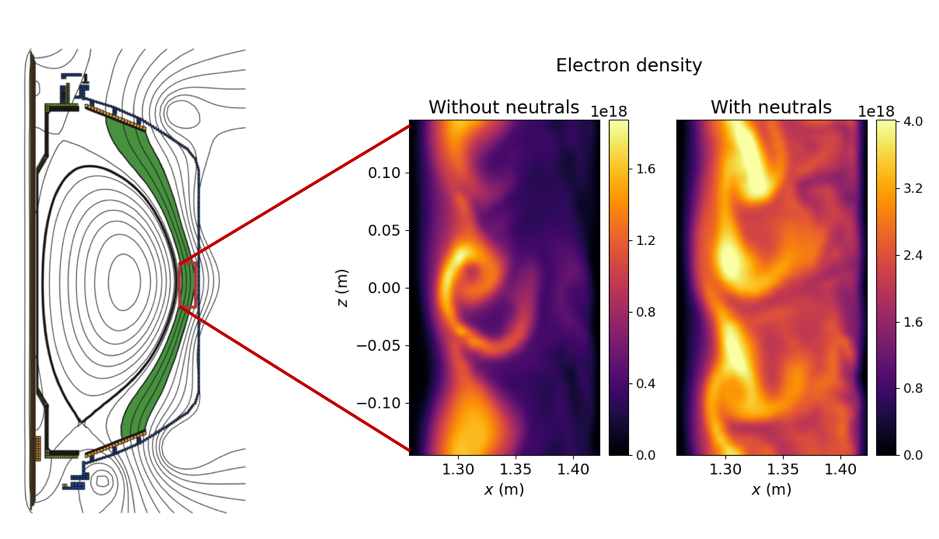 Electron density
Without neutrals
1e18
With neutrals
1e18
0.10
0.05
0.00
−0.05
−0.10
z (m)
1.30 1.35 1.40
x (m)
1.6
1.2
0.8
0.4
0.0
1.30 1.35 1.40
x (m)
4.0
3.2
2.4
1.6
0.8
0.0